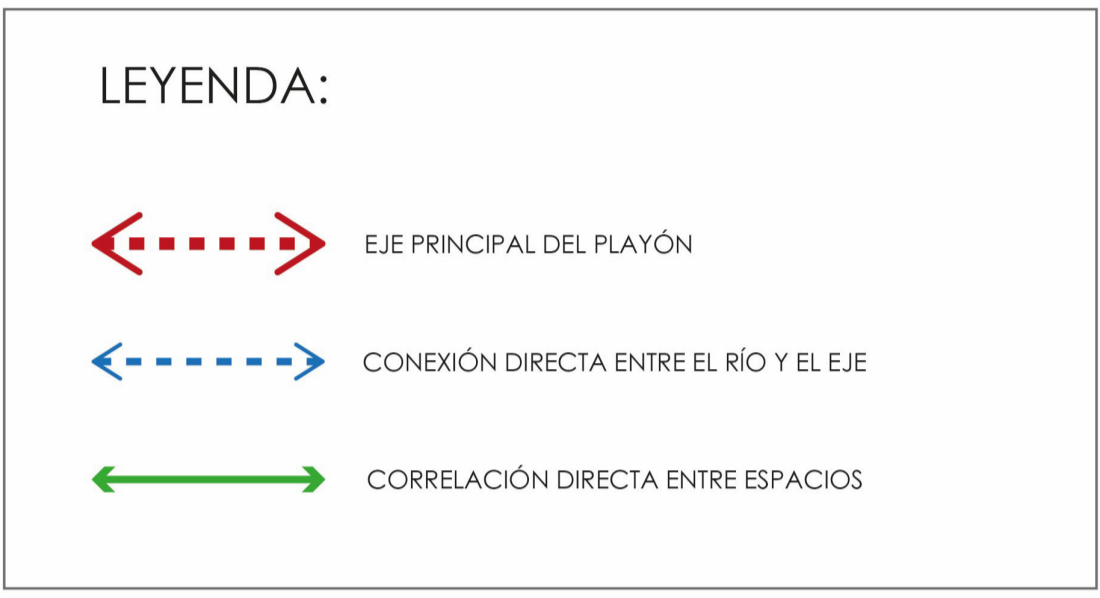 LEYENDA:
EJE PRINCIPAL DEL PLAYÓN
CONEXIÓN DIRECTA ENTRE EL RÍO Y EL EJE
CORRELACIÓN DIRECTA ENTRE ESPACIOS